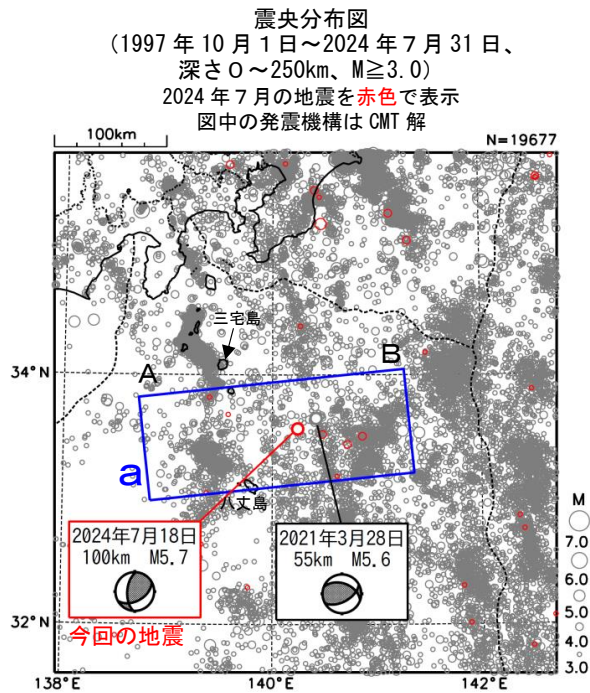 震央分布図
(1997年10月1日～2024年7月31日、
深さ０～250km、M≧3.0)
2024年7月の地震を赤色で表示
図中の発震機構はCMT解
100km
N=19677
三宅島
34°N
A
B
a
八丈島
2024年7月18日
100km M5.7
今回の地震
2021年3月28日
55km M5.6
32°N
138°E
140°E
142°E
M
7.0
6.0
5.0
4.0
3.0